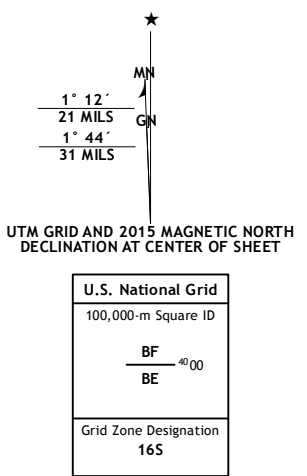 ★
MN
1° 12´
21 MILS
GN
1° 44´
31 MILS
UTM GRID AND 2015 MAGNETIC NORTH
DECLINATION AT CENTER OF SHEET
U.S. National Grid
100,000-m Square ID
BF
4000
BE
Grid Zone Designation
16S